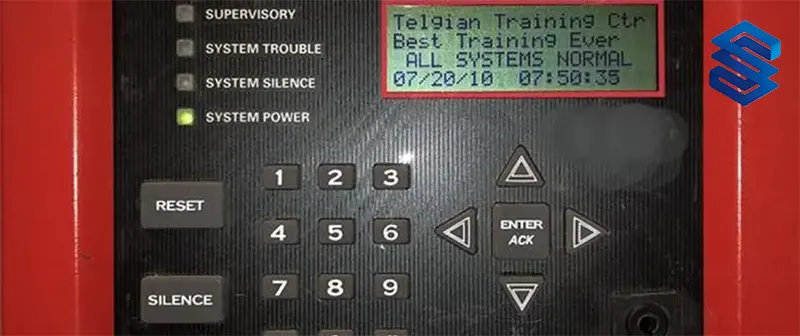 SUPERVISORY
SYSTEM TROUBLE
SYSTEM SILENCE
SYSTEM POWER
Telgian Training Ctr
Best Training Ever
ALL SYSTEMS NORMAL
07/20/10 07:50:35
RESET
SILENCE
1 2 3
4 5 6
7 8 9
ENTER
ACK